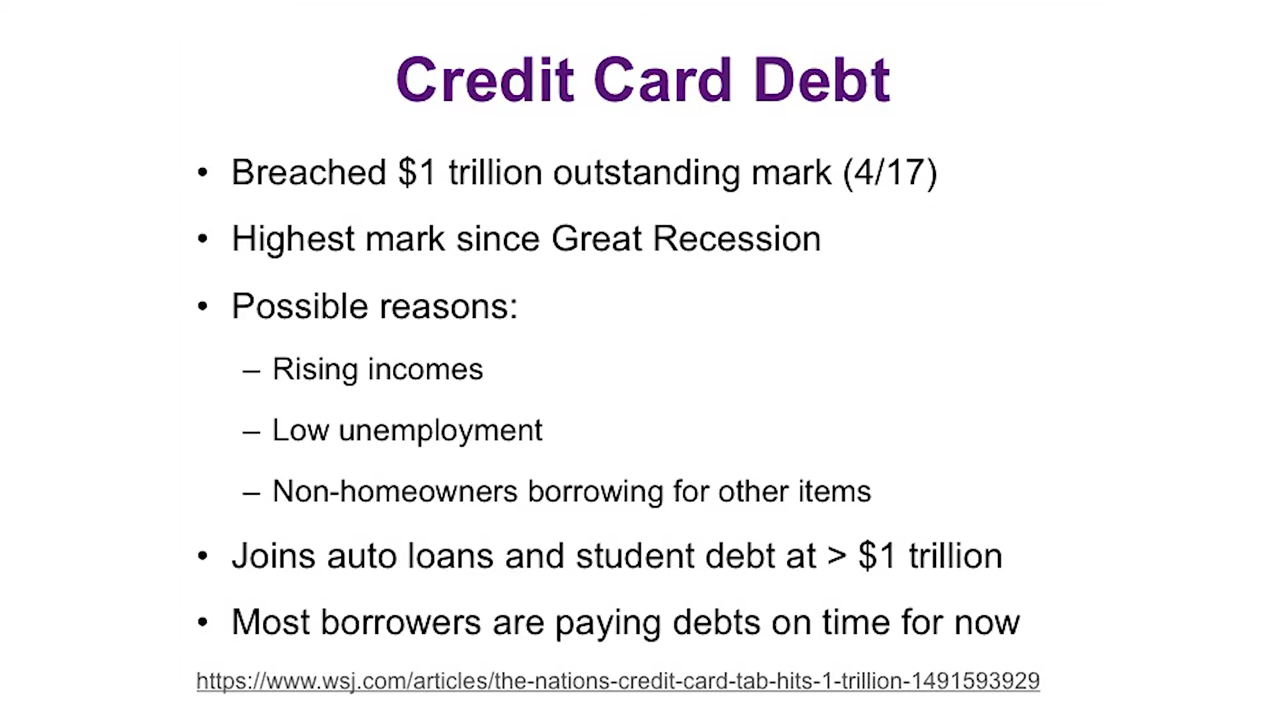 Credit Card Debt
• Breached $1 trillion outstanding mark (4/17)
• Highest mark since Great Recession
• Possible reasons:
– Rising incomes
– Low unemployment
– Non-homeowners borrowing for other items
• Joins auto loans and student debt at > $1 trillion
• Most borrowers are paying debts on time for now
https://www.wsj.com/articles/the-nations-credit-card-tab-hits-1-trillion-1491593929